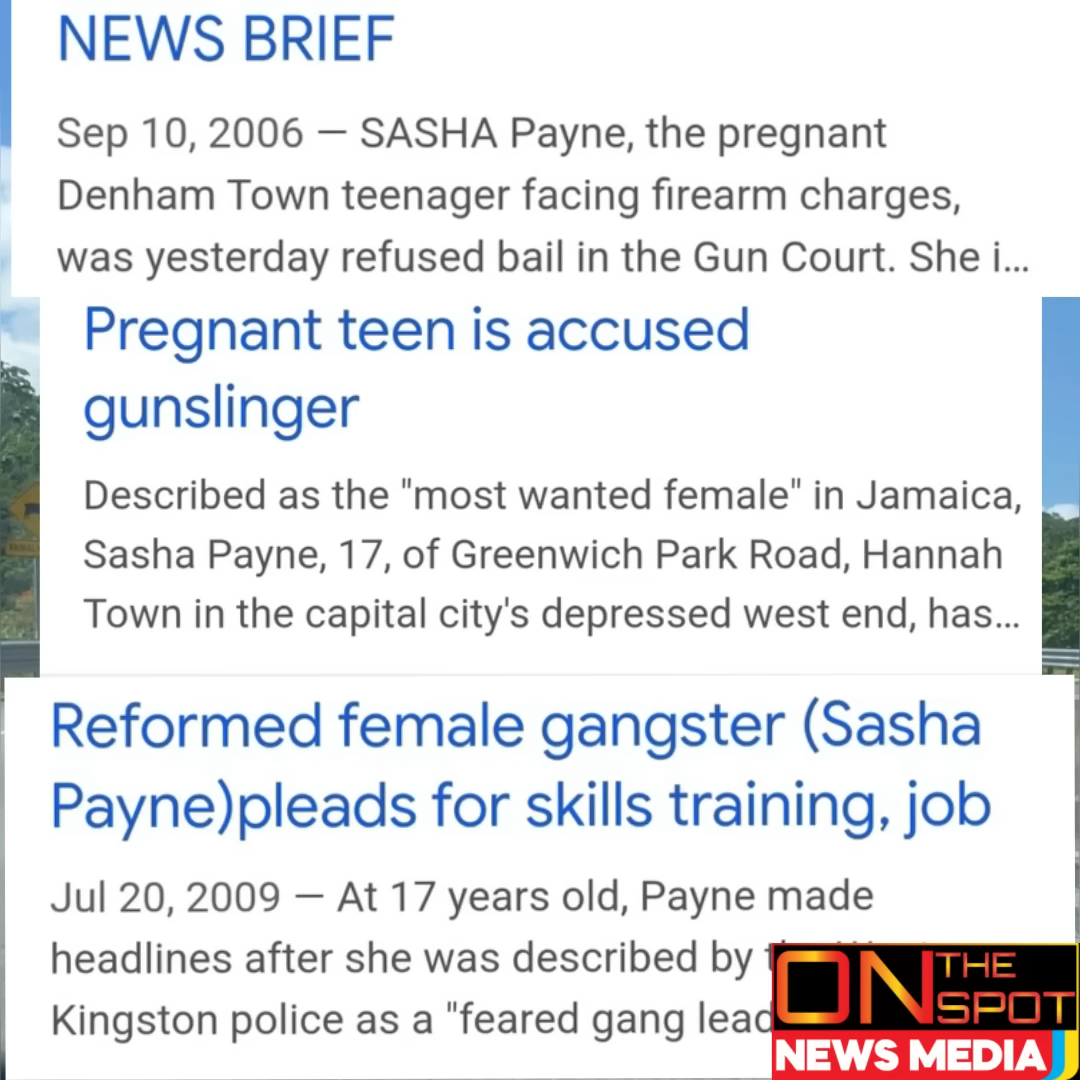 NEWS BRIEF
Sep 10, 2006 — SASHA Payne, the pregnant
Denham Town teenager facing firearm charges,
was yesterday refused bail in the Gun Court. She i...
Pregnant teen is accused
gunslinger
Described as the "most wanted female" in Jamaica,
Sasha Payne, 17, of Greenwich Park Road, Hannah
Town in the capital city's depressed west end, has...
Reformed female gangster (Sasha
Payne)pleads for skills training, job
Jul 20, 2009 — At 17 years old, Payne made
headlines after she was described by
Kingston police as a "feared gang
ON THE SPOT
NEWS MEDIA